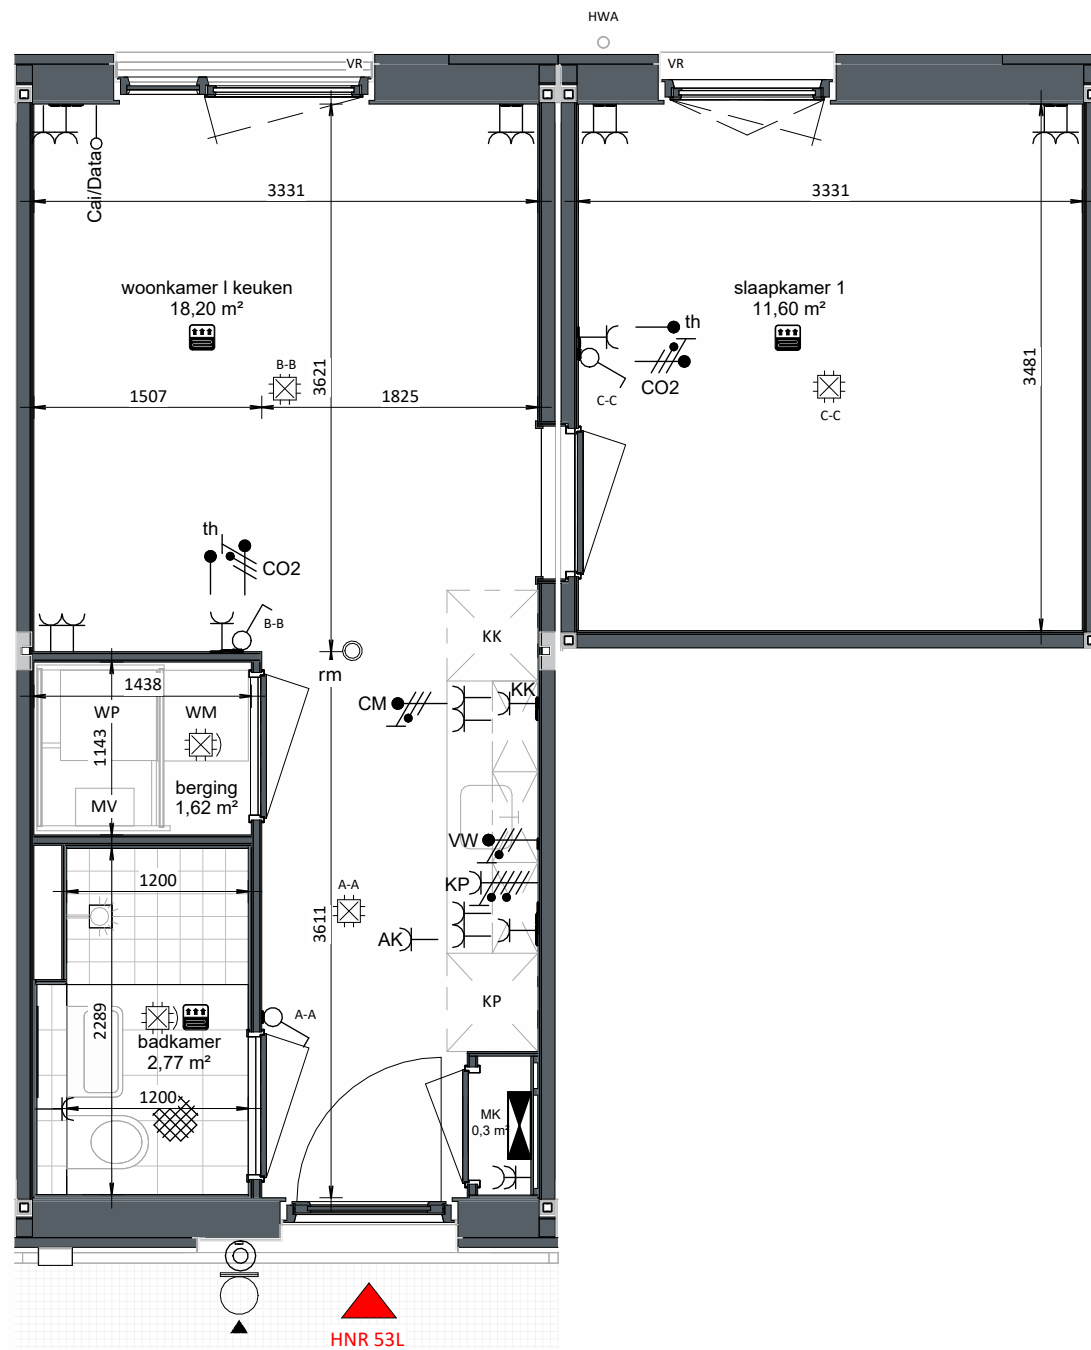 HWA
VR
VR
Cai/Data
3331
3331
woonkamer I keuken
18,20 m²
slaapkamer 1
11,60 m²
th
CO2
C-C
C-C
3481
B-B
3621
1507
1825
th
CO2
B-B
rm
KK
KK
CM
1438
WP
WM
1143
berging
1,62 m²
MV
VW
KP
1200
A-A
3611
AK
KP
A-A
2289
badkamer
2,77 m²
1200
MK
0,3 m²
HNR 53L